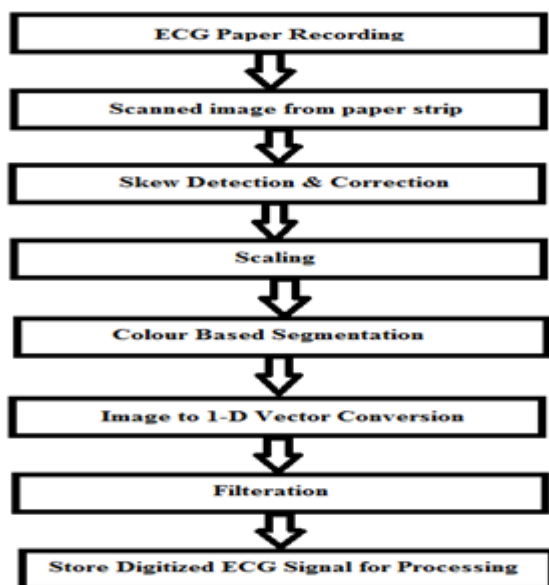 ECG Paper Recording
Scanned image from paper strip
Skew Detection & Correction
Scaling
Colour Based Segmentation
Image to 1-D Vector Conversion
Filteration
Store Digitized ECG Signal for Processing